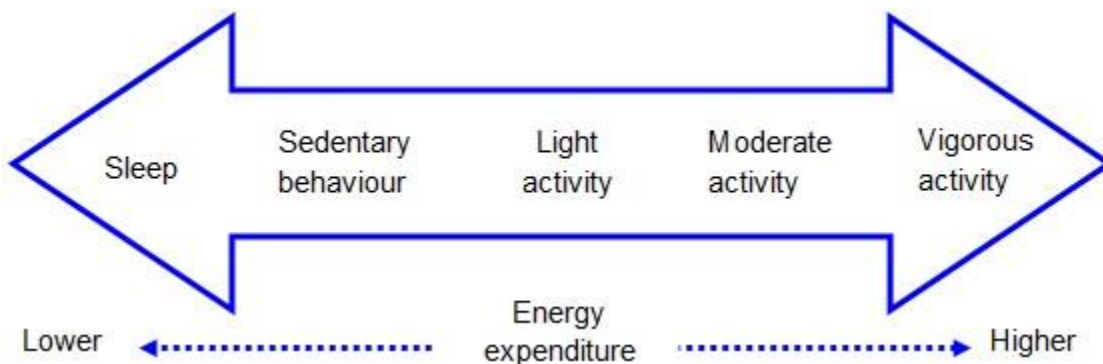 Sleep
Sedentary
behaviour
Light
activity
Moderate
activity
Vigorous
activity
Lower
Energy
expenditure
Higher